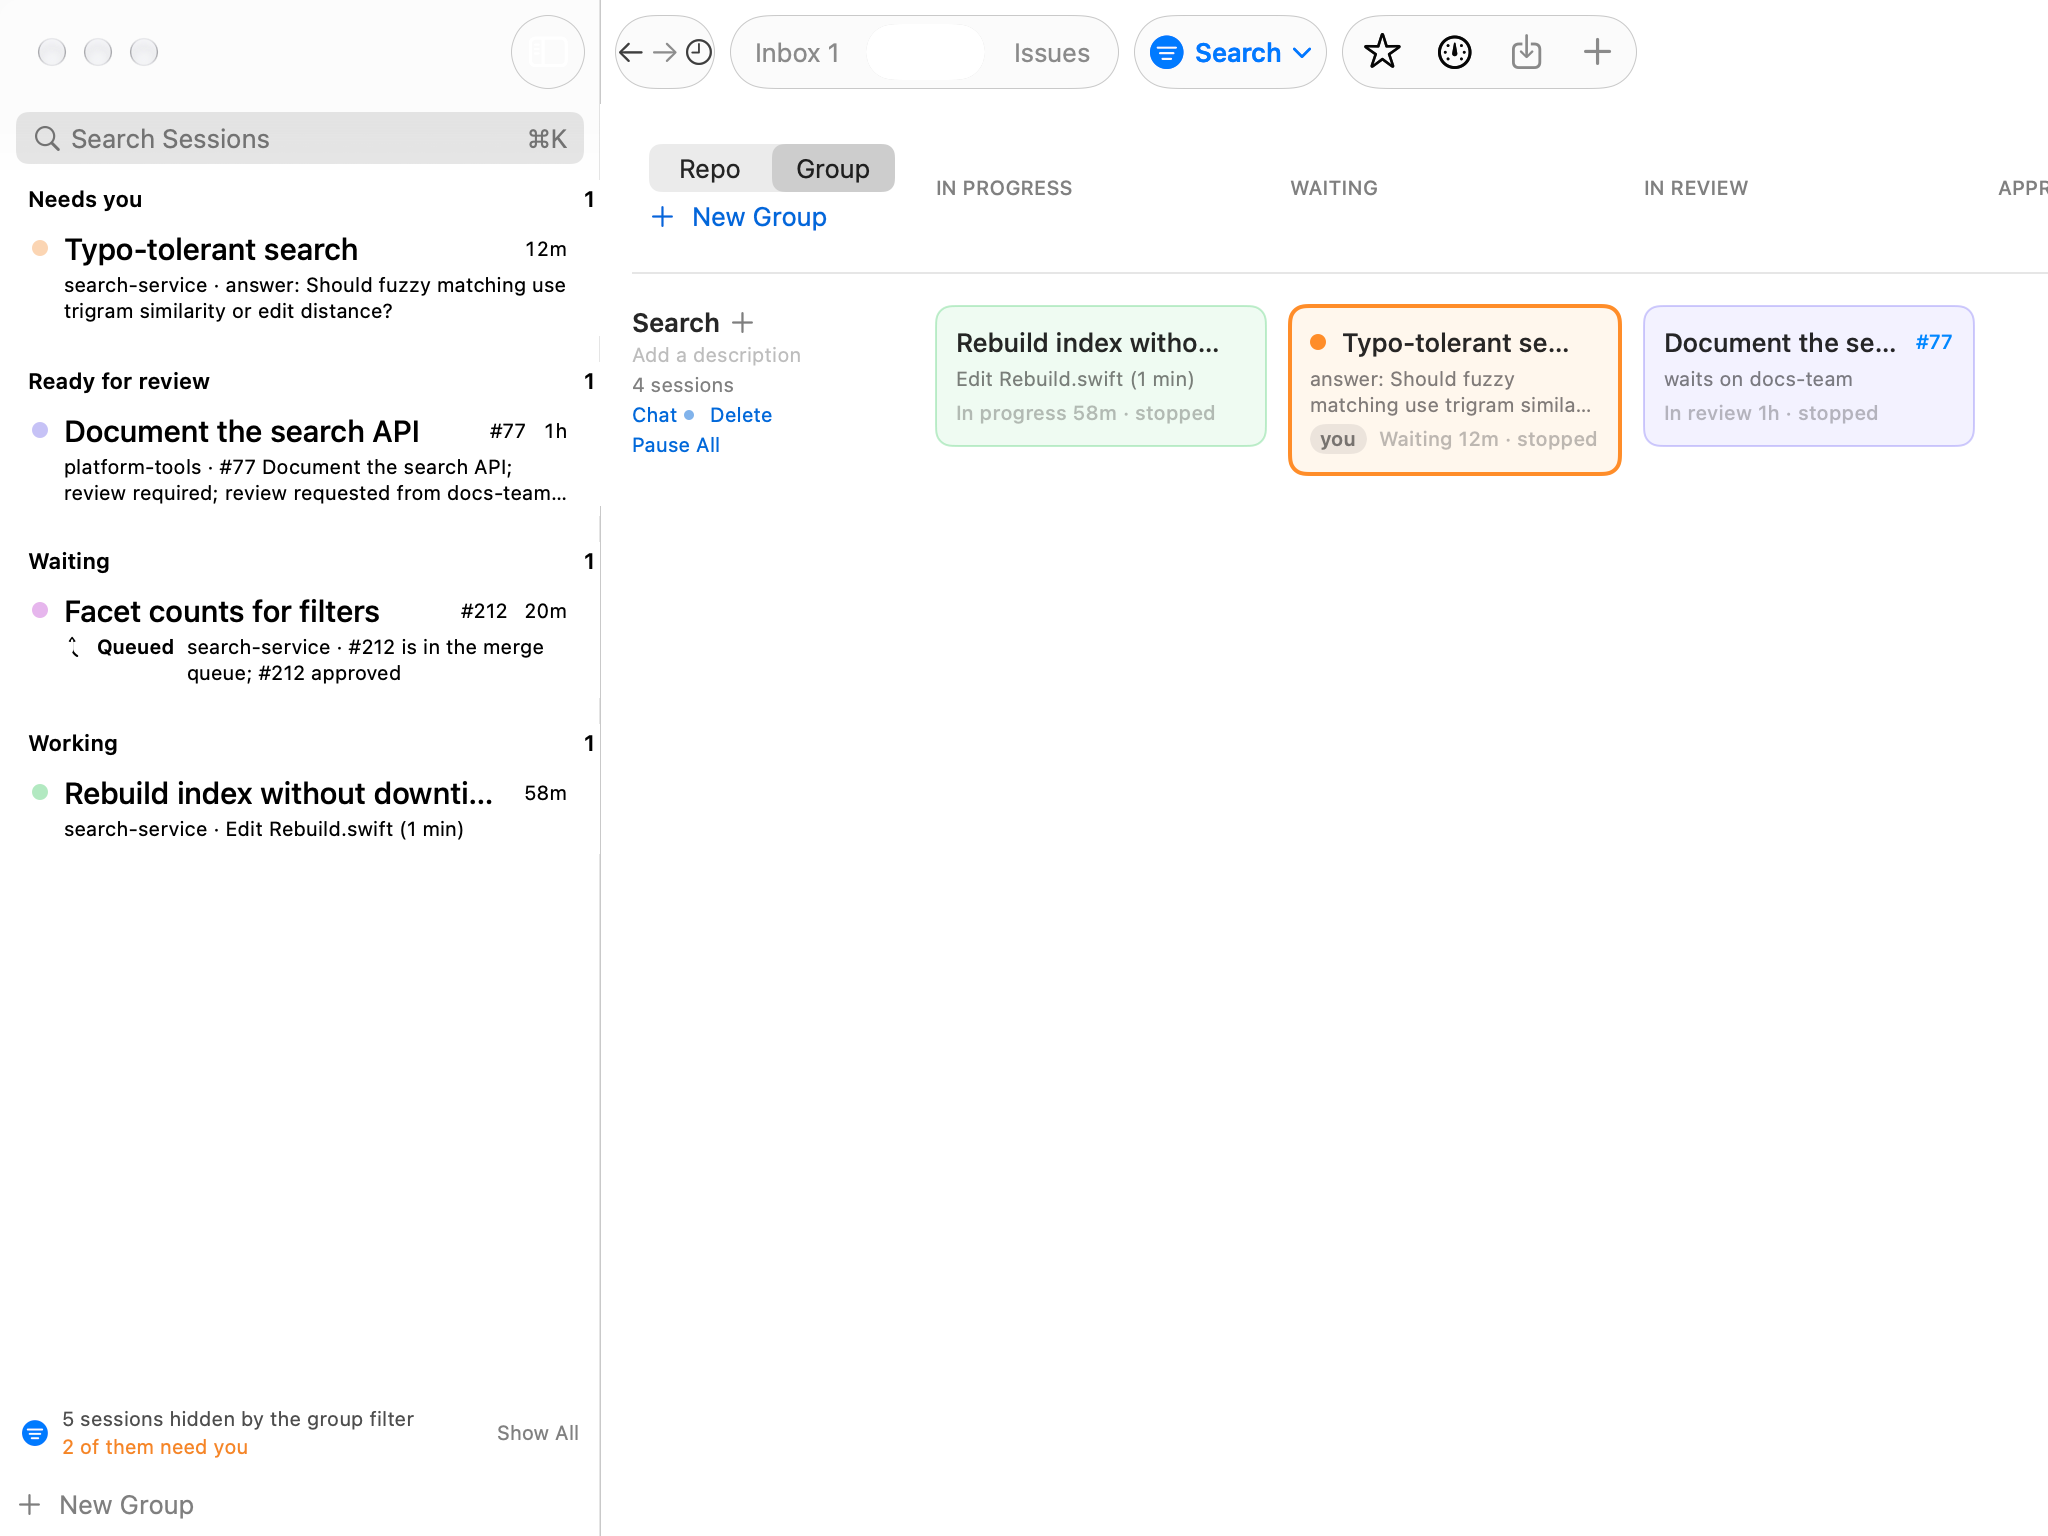 Inbox 1
Issues
Search
Search Sessions ⌘K
Needs you 1
Typo-tolerant search 12m
search-service · answer: Should fuzzy matching use
trigram similarity or edit distance?
Ready for review 1
Document the search API #77 1h
platform-tools · #77 Document the search API;
review required; review requested from docs-team...
Waiting 1
Facet counts for filters #212 20m
Queued search-service · #212 is in the merge
queue; #212 approved
Working 1
Rebuild index without downti... 58m
search-service · Edit Rebuild.swift (1 min)
5 sessions hidden by the group filter
2 of them need you
Show All
New Group
Repo Group
New Group
IN PROGRESS
WAITING
IN REVIEW
APPR
Search
Add a description
4 sessions
Chat Delete
Pause All
Rebuild index witho...
Edit Rebuild.swift (1 min)
In progress 58m · stopped
Typo-tolerant se...
answer: Should fuzzy
matching use trigram simila...
you Waiting 12m · stopped
Document the se... #77
waits on docs-team
In review 1h · stopped